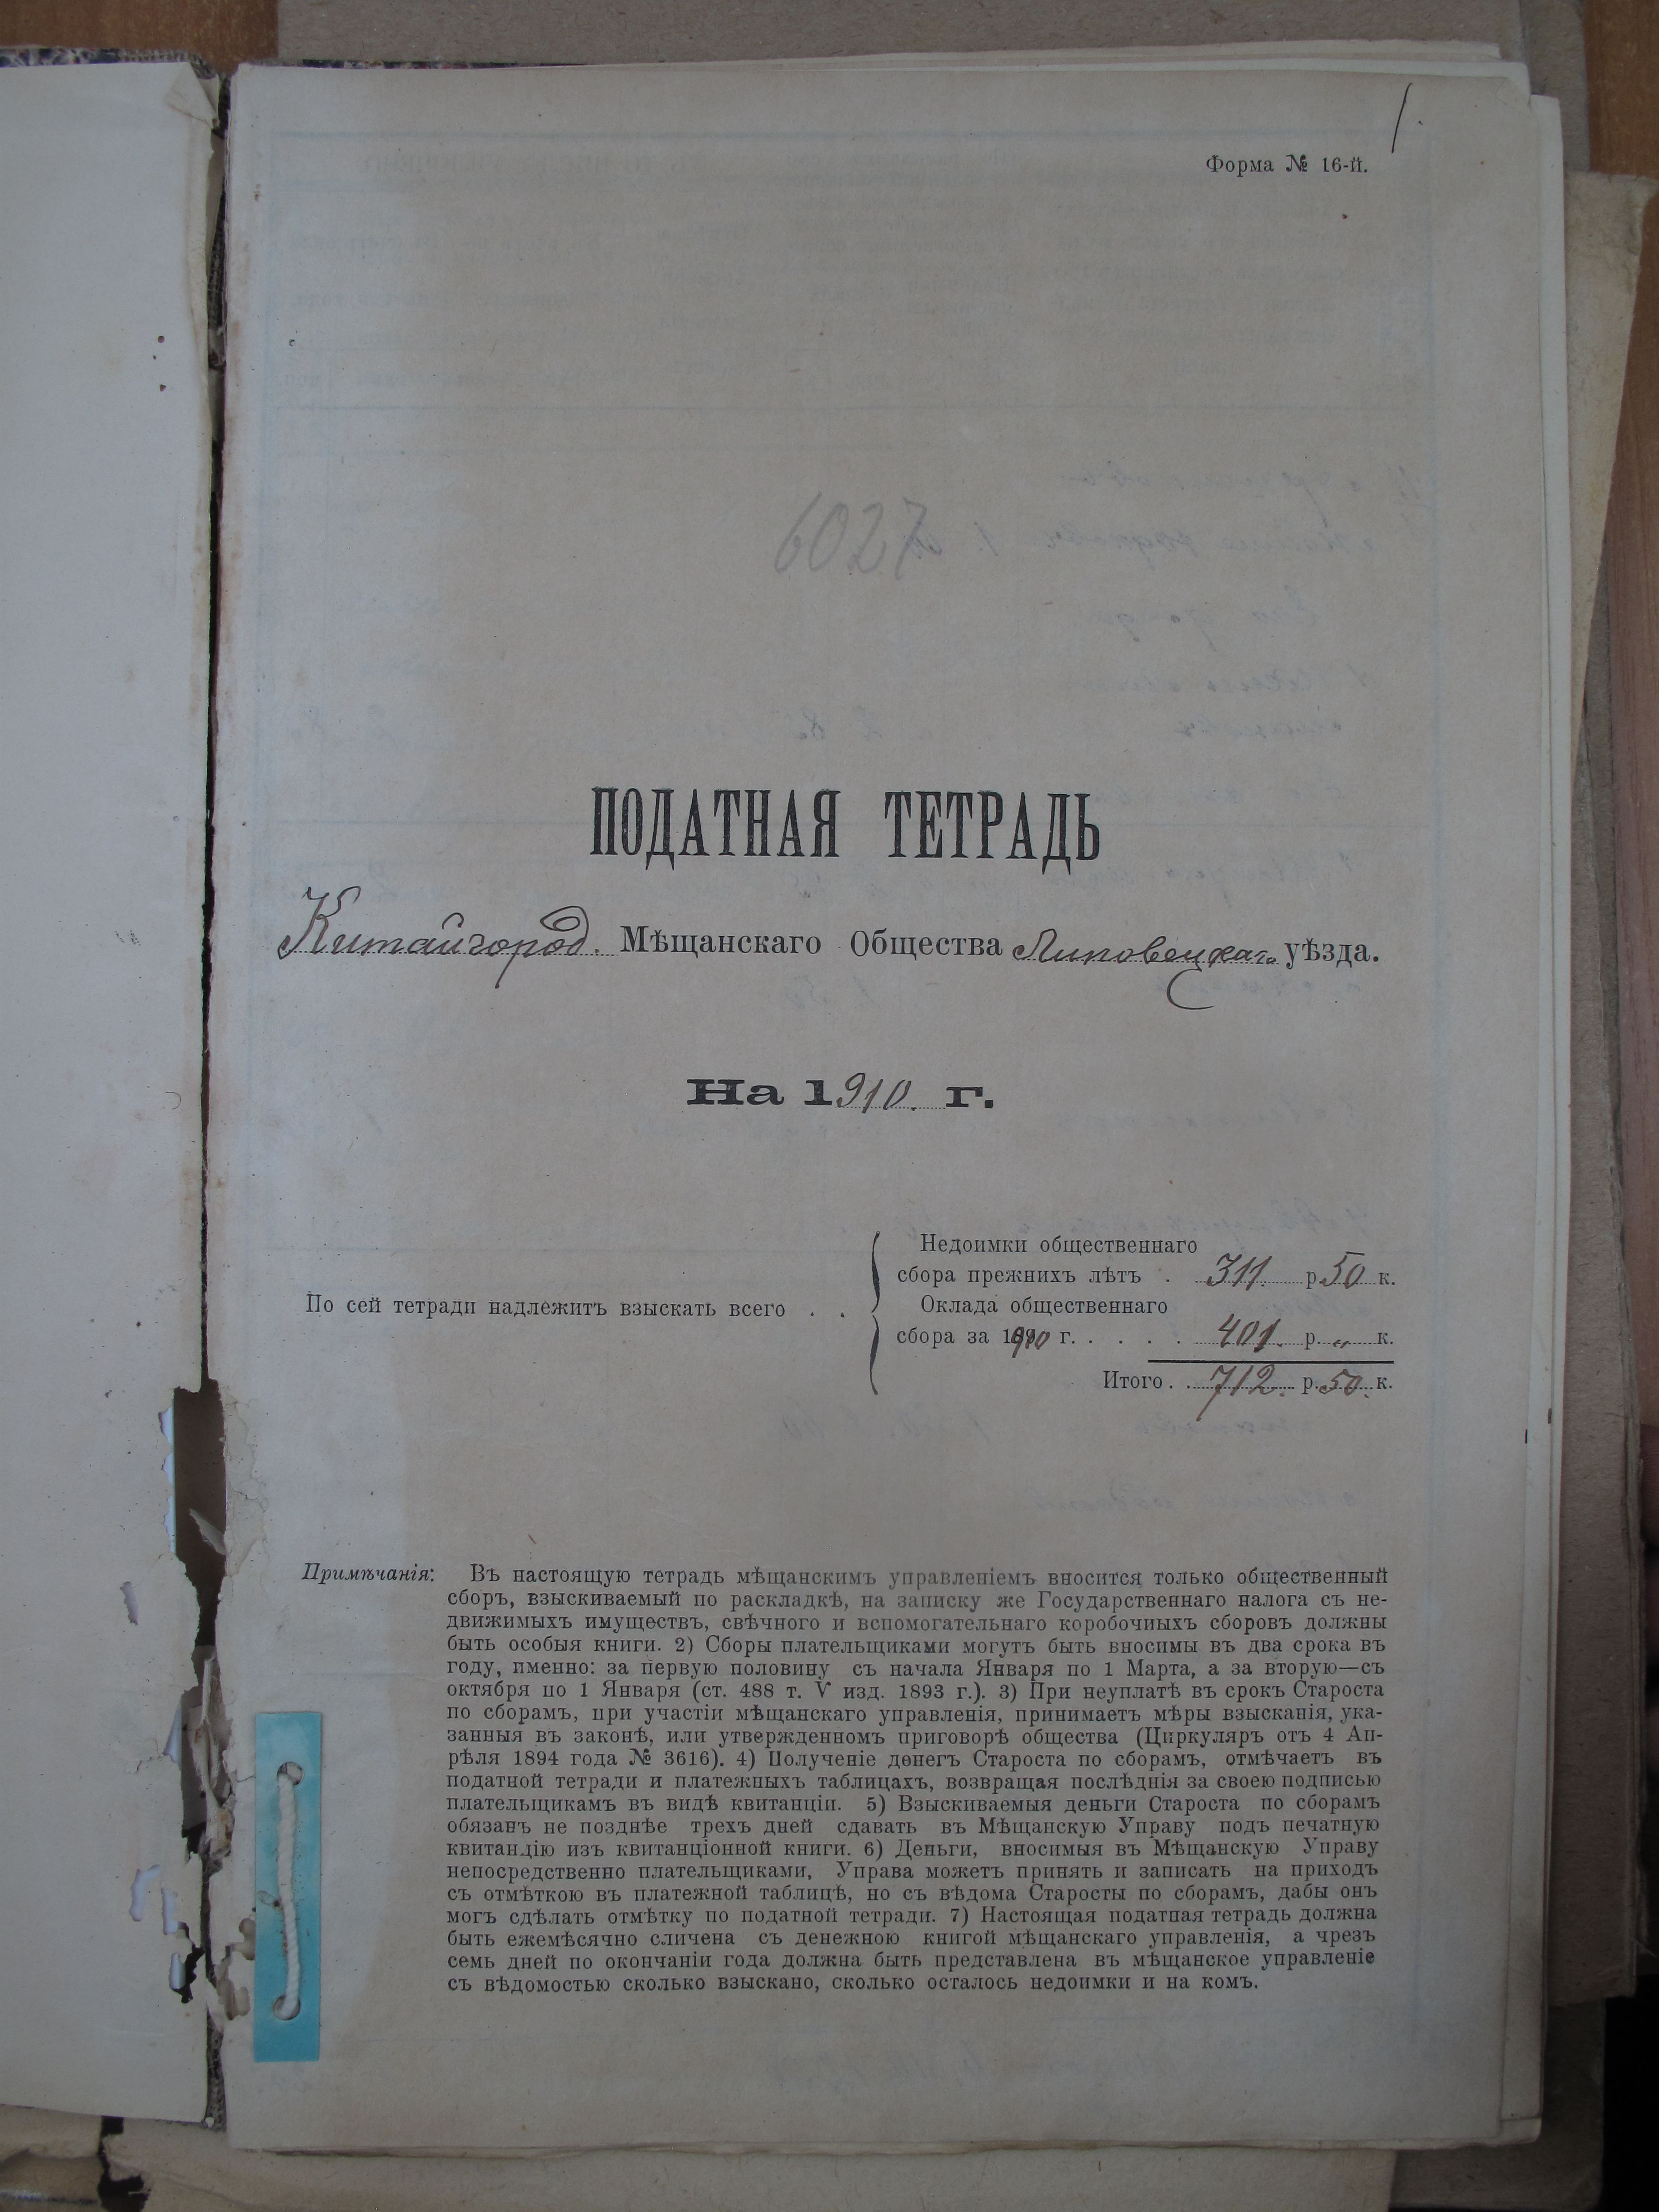 1.
Форма № 16-й.
6027
ПОДАТНАЯ ТЕТРАДЬ
Китайгород. Мѣщанскаго Общества Липовецкаго уѣзда.
На 1910. г.
Недоимки общественнаго
сбора прежнихъ лѣтъ . 311. р 50 к.
По сей тетради надлежитъ взыскать всего . .
Оклада общественнаго
сбора за 1910 г. . . . . 401. р. „ к.
Итого . . 712. р. 50. к.
Примѣчанія: Въ настоящую тетрадь мѣщанскимъ управленіемъ вносится только общественный
сборъ, взыскиваемый по раскладкѣ, на записку же Государственнаго налога съ не-
движимыхъ имуществъ, свѣчного и вспомогательнаго коробочныхъ сборовъ должны
быть особыя книги. 2) Сборы плательщиками могутъ быть вносимы въ два срока въ
году, именно: за первую половину съ начала Января по 1 Марта, а за вторую—съ
октября по 1 Января (ст. 488 т. V изд. 1893 г.). 3) При неуплатѣ въ срокъ Староста
по сборамъ, при участіи мѣщанскаго управленія, принимаетъ мѣры взысканія, ука-
занныя въ законѣ, или утвержденномъ приговорѣ общества (Циркуляръ отъ 4 Ап-
рѣля 1894 года № 3616). 4) Полученіе денегъ Староста по сборамъ, отмѣчаетъ въ
податной тетради и платежныхъ таблицахъ, возвращая послѣднія за своею подписью
плательщикамъ въ видѣ квитанціи. 5) Взыскиваемыя деньги Староста по сборамъ
обязанъ не позднѣе трехъ дней сдавать въ Мѣщанскую Управу подъ печатную
квитанцію изъ квитанціонной книги. 6) Деньги, вносимыя въ Мѣщанскую Управу
непосредственно плательщиками, Управа можетъ принять и записать на приходъ
съ отмѣткою въ платежной таблицѣ, но съ вѣдома Старосты по сборамъ, дабы онъ
могъ сдѣлать отмѣтку по податной тетради. 7) Настоящая податная тетрадь должна
быть ежемѣсячно сличена съ денежною книгой мѣщанскаго управленія, а чрезъ
семь дней по окончаніи года должна быть представлена въ мѣщанское управленіе
съ вѣдомостью сколько взыскано, сколько осталось недоимки и на комъ.